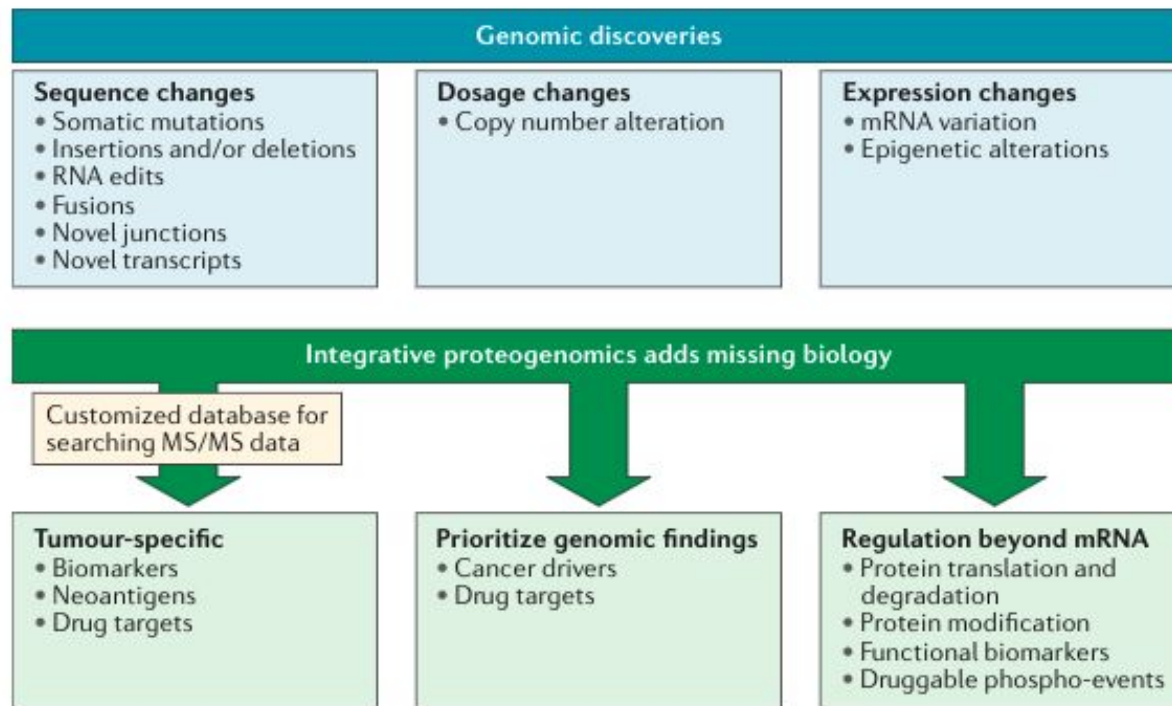 Genomic discoveries
Sequence changes
• Somatic mutations
• Insertions and/or deletions
• RNA edits
• Fusions
• Novel junctions
• Novel transcripts
Dosage changes
• Copy number alteration
Expression changes
• mRNA variation
• Epigenetic alterations
Integrative proteogenomics adds missing biology
Customized database for
searching MS/MS data
Tumour-specific
• Biomarkers
• Neoantigens
• Drug targets
Prioritize genomic findings
• Cancer drivers
• Drug targets
Regulation beyond mRNA
• Protein translation and
degradation
• Protein modification
• Functional biomarkers
• Druggable phospho-events